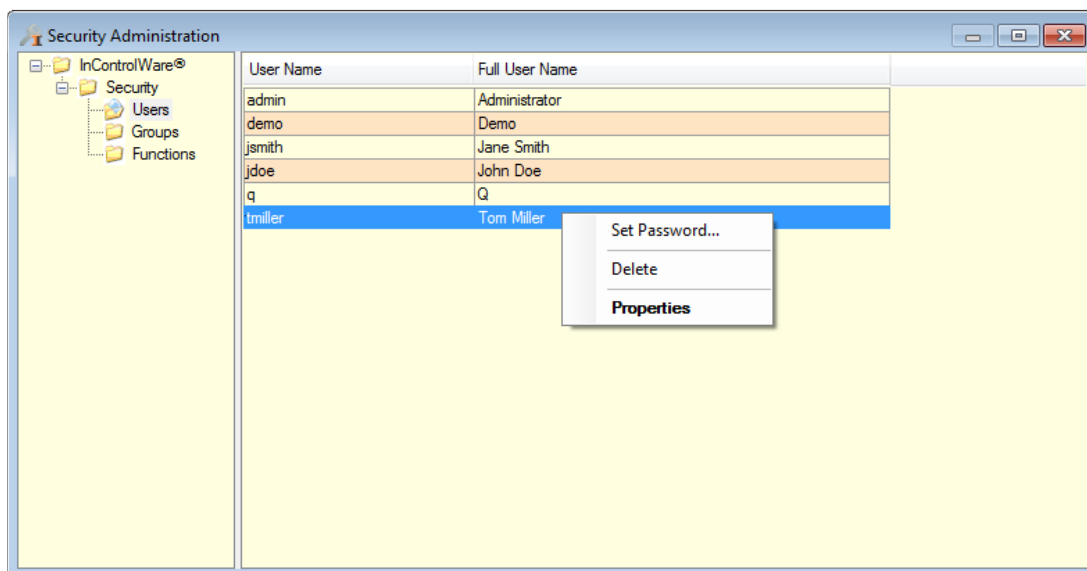 Security Administration
InControlWare®
Security
Users
Groups
Functions
User Name Full User Name
admin Administrator
demo Demo
jsmith Jane Smith
jdoe John Doe
q Q
tmiller Tom Miller
Set Password...
Delete
Properties